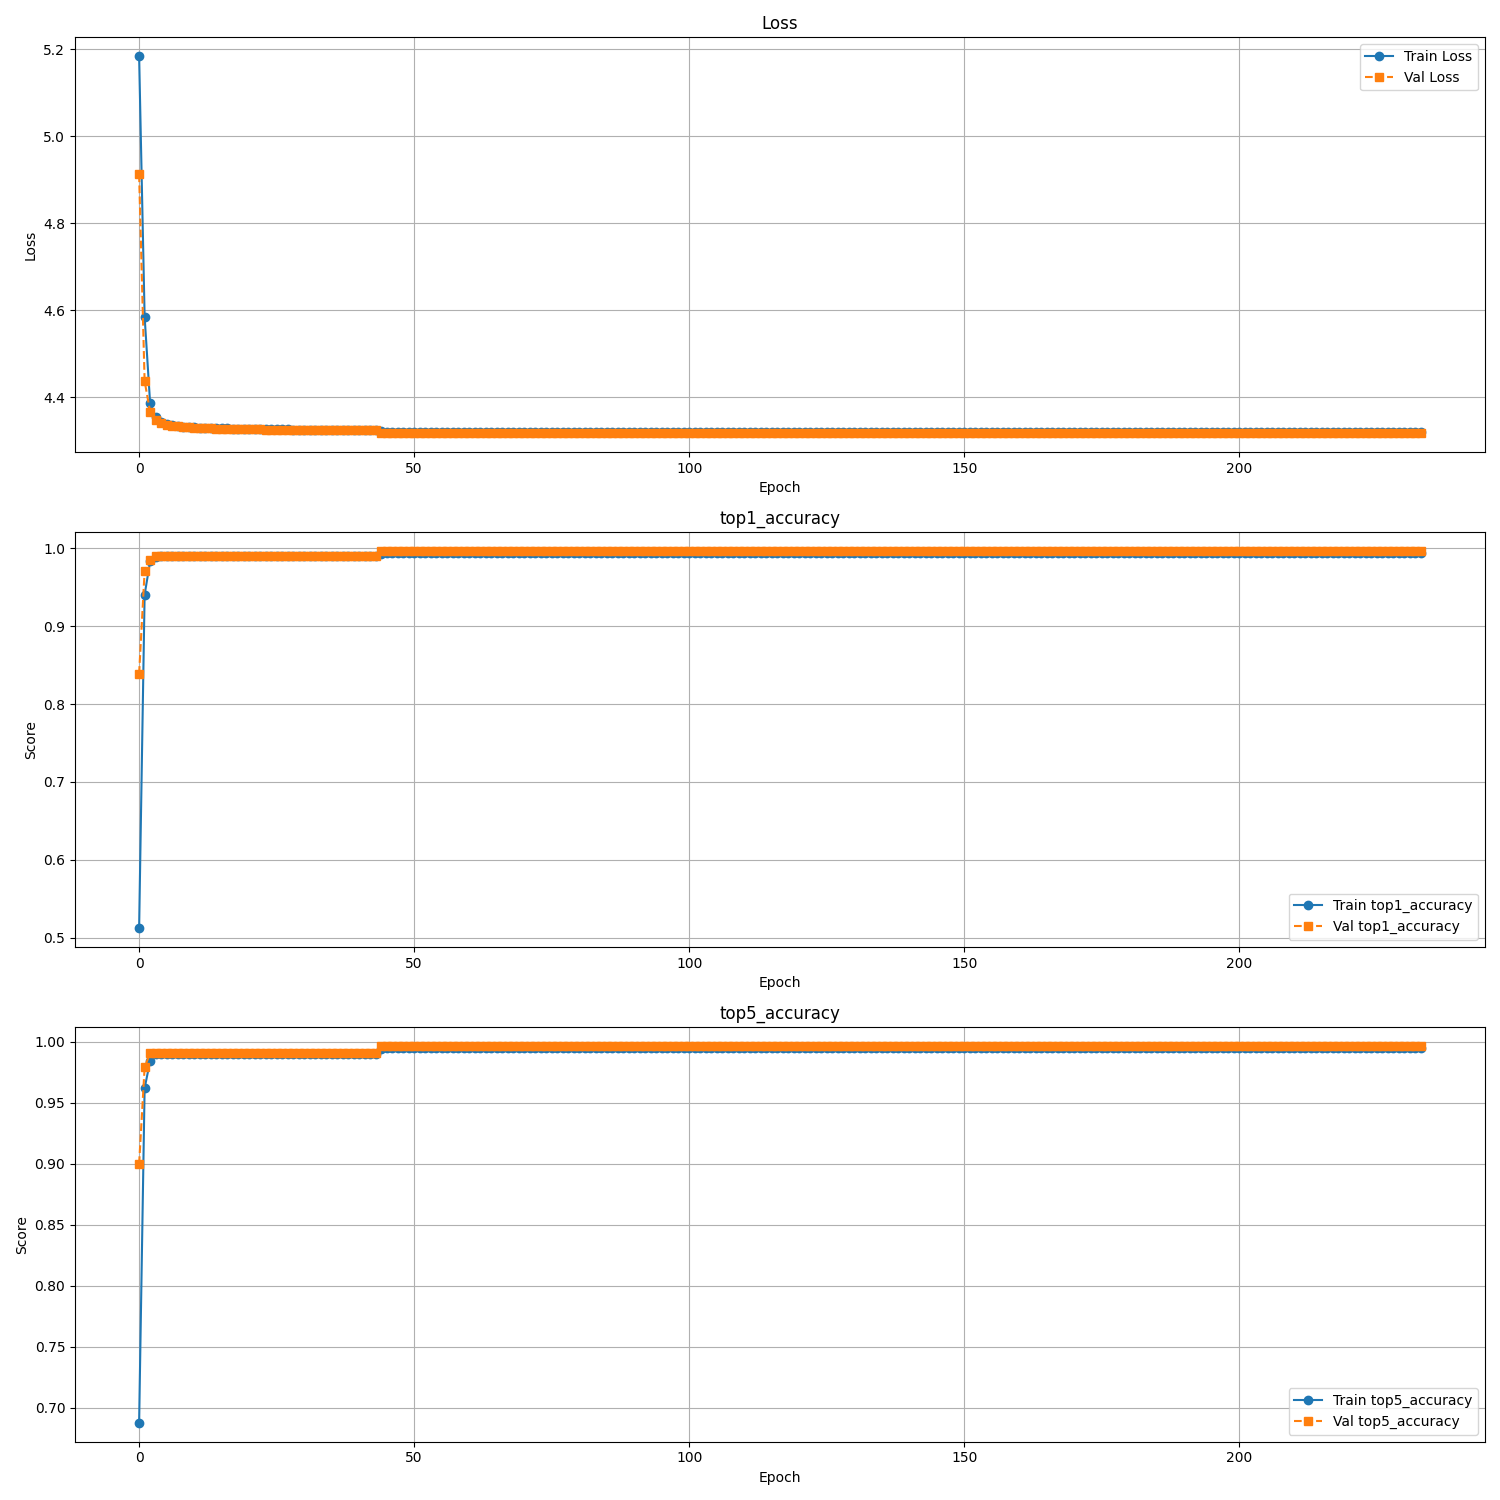 Loss
5.2
5.0
4.8
4.6
4.4
Loss
Train Loss
Val Loss
0 50 100 150 200
Epoch
top1_accuracy
1.0
0.9
0.8
0.7
0.6
0.5
Score
Train top1_accuracy
Val top1_accuracy
0 50 100 150 200
Epoch
top5_accuracy
1.00
0.95
0.90
0.85
0.80
0.75
0.70
Score
Train top5_accuracy
Val top5_accuracy
0 50 100 150 200
Epoch